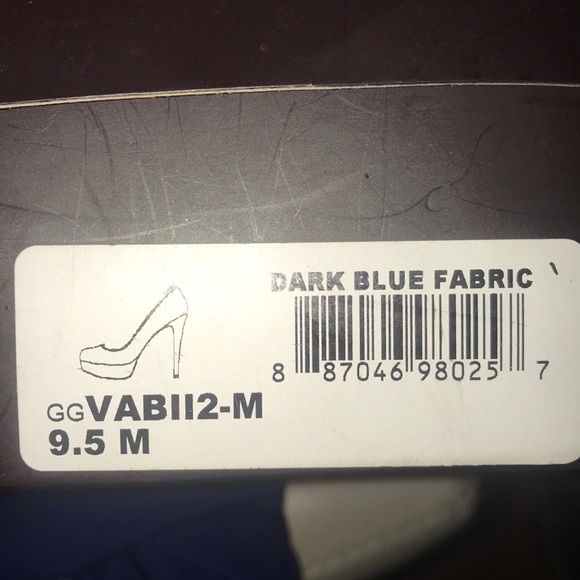 DARK BLUE FABRIC
8 87046 98025 7
GGVABII2-M
9.5 M